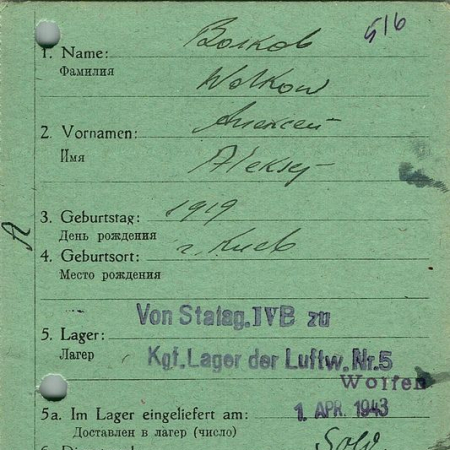 516
Волков
1. Name:
Фамилия
Wolkow
Алексей
2. Vornamen:
Имя
Aleksej
3. Geburtstag: 1919
День рождения
4. Geburtsort: г. Киев
Место рождения
Von Stalag.IVB zu
5. Lager:
Лагер
Kgf.Lager der Luftw.Nr.5
Wolfen
5a. Im Lager eingeliefert am: 1. APR. 1943
Доставлен в лагер (число)
Sold.